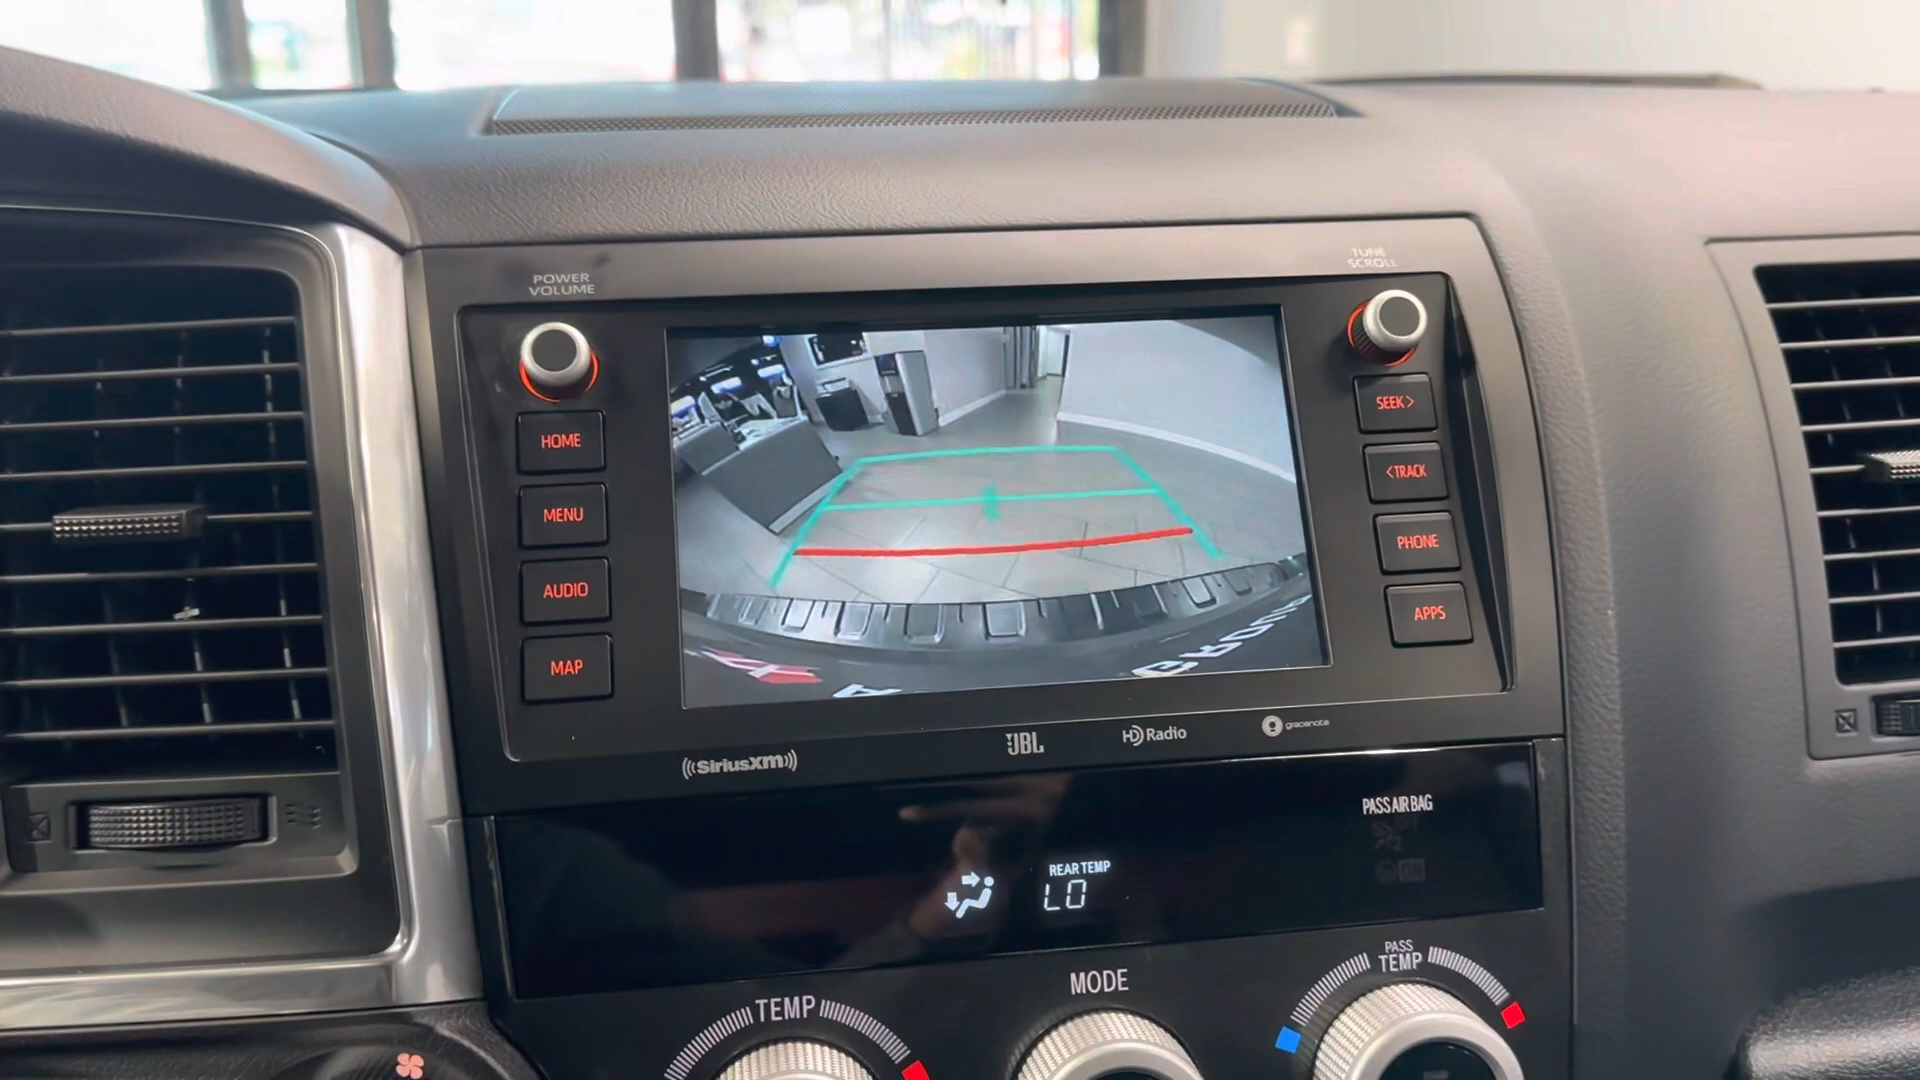 POWER
VOLUME
TUNE
SCROLL
HOME
MENU
AUDIO
MAP
SEEK>
<TRACK
PHONE
APPS
SiriusXM
JBL
HD Radio
gracenote
PASS AIR BAG
REAR TEMP
LO
MODE
TEMP
PASS
TEMP